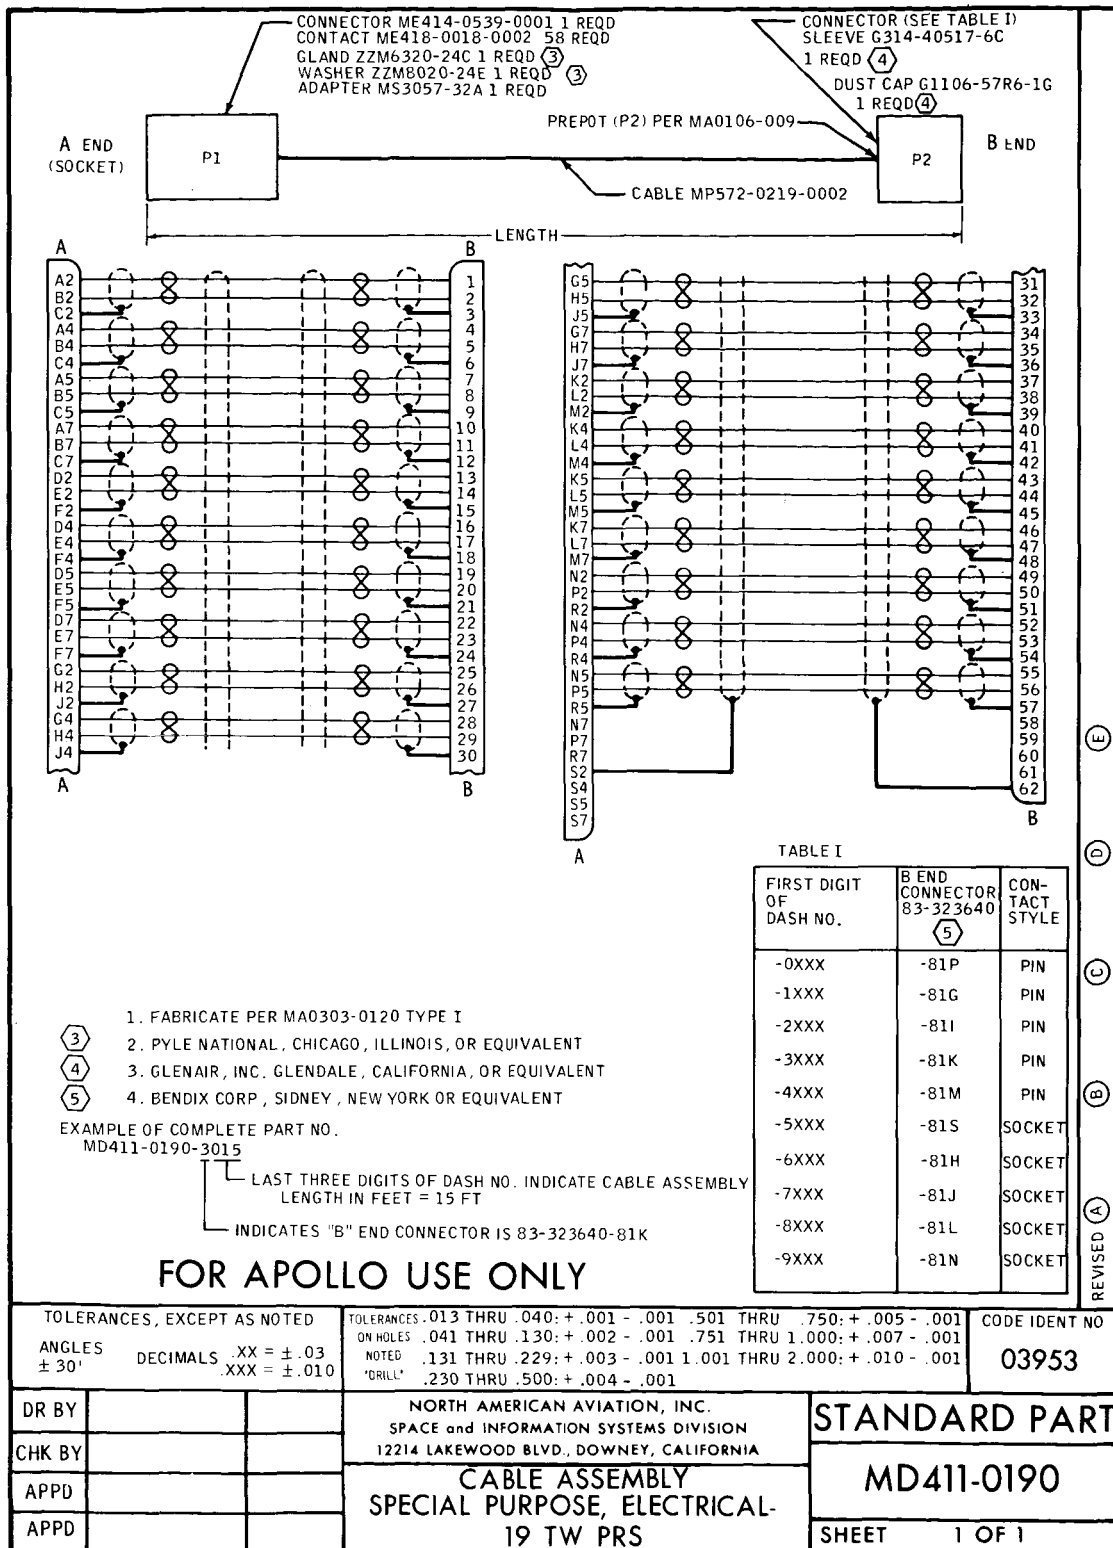 CONNECTOR ME414-0539-0001 1 REQD
CONTACT ME418-0018-0002 58 REQD
GLAND ZZM6320-24C 1 REQD 3
WASHER ZZM8020-24E 1 REQD 3
ADAPTER MS3057-32A 1 REQD
CONNECTOR (SEE TABLE I)
SLEEVE G314-40517-6C
1 REQD 4
DUST CAP G1106-57R6-1G
1 REQD 4
PREPOT (P2) PER MA0106-009
A END
(SOCKET)
P1
P2
B END
CABLE MP572-0219-0002
LENGTH
A
B
A2 1
B2 2
C2 3
A4 4
B4 5
C4 6
A5 7
B5 8
C5 9
A7 10
B7 11
C7 12
D2 13
E2 14
F2 15
D4 16
E4 17
F4 18
D5 19
E5 20
F5 21
D7 22
E7 23
F7 24
G2 25
H2 26
J2 27
G4 28
H4 29
J4 30
A
B
G5 31
H5 32
J5 33
G7 34
H7 35
J7 36
K2 37
L2 38
M2 39
K4 40
L4 41
M4 42
K5 43
L5 44
M5 45
K7 46
L7 47
M7 48
N2 49
P2 50
R2 51
N4 52
P4 53
R4 54
N5 55
P5 56
R5 57
N7 58
P7 59
R7 60
S2 61
S4 62
S5
S7
A
B
TABLE I
FIRST DIGIT OF DASH NO.
B END CONNECTOR 83-323640 5
CON-TACT STYLE
-0XXX -81P PIN
-1XXX -81G PIN
-2XXX -81I PIN
-3XXX -81K PIN
-4XXX -81M PIN
-5XXX -81S SOCKET
-6XXX -81H SOCKET
-7XXX -81J SOCKET
-8XXX -81L SOCKET
-9XXX -81N SOCKET
1. FABRICATE PER MA0303-0120 TYPE I
3 2. PYLE NATIONAL, CHICAGO, ILLINOIS, OR EQUIVALENT
4 3. GLENAIR, INC. GLENDALE, CALIFORNIA, OR EQUIVALENT
5 4. BENDIX CORP, SIDNEY, NEW YORK OR EQUIVALENT
EXAMPLE OF COMPLETE PART NO.
MD411-0190-3015
LAST THREE DIGITS OF DASH NO. INDICATE CABLE ASSEMBLY
LENGTH IN FEET = 15 FT
INDICATES "B" END CONNECTOR IS 83-323640-81K
FOR APOLLO USE ONLY
E
D
C
B
REVISED A
TOLERANCES, EXCEPT AS NOTED
ANGLES ± 30'
DECIMALS .XX = ±.03
.XXX = ±.010
TOLERANCES ON HOLES NOTED "DRILL"
.013 THRU .040: + .001 - .001 .501 THRU .750: + .005 - .001
.041 THRU .130: + .002 - .001 .751 THRU 1.000: + .007 - .001
.131 THRU .229: + .003 - .001 1.001 THRU 2.000: + .010 - .001
.230 THRU .500: + .004 - .001
CODE IDENT NO
03953
DR BY
CHK BY
APPD
APPD
NORTH AMERICAN AVIATION, INC.
SPACE and INFORMATION SYSTEMS DIVISION
12214 LAKEWOOD BLVD., DOWNEY, CALIFORNIA
CABLE ASSEMBLY
SPECIAL PURPOSE, ELECTRICAL-
19 TW PRS
STANDARD PART
MD411-0190
SHEET 1 OF 1